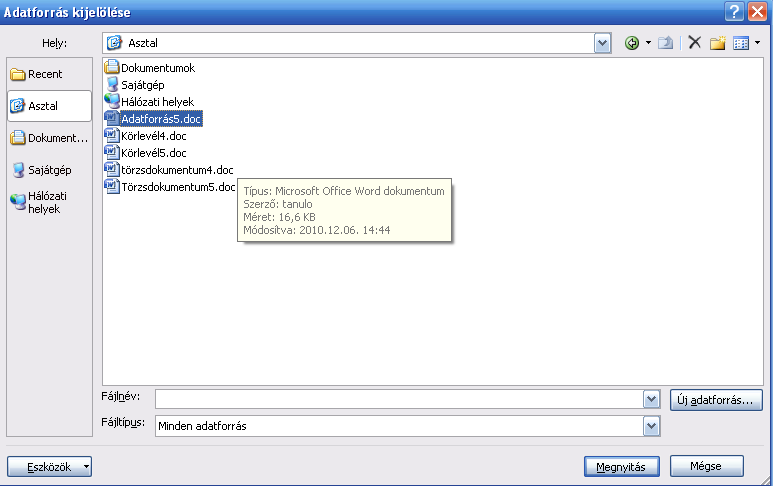 Adatforrás kijelölése
Hely:
Asztal
Recent
Asztal
Dokument...
Sajátgép
Hálózati
helyek
Dokumentumok
Sajátgép
Hálózati helyek
Adatforrás5.doc
Körlevél4.doc
Körlevél5.doc
törzsdokumentum4.doc
Törzsdokumentum5.doc
Típus: Microsoft Office Word dokumentum
Szerző: tanulo
Méret: 16,6 KB
Módosítva: 2010.12.06. 14:44
Fájlnév:
Új adatforrás...
Fájltípus:
Minden adatforrás
Eszközök
Megnyitás
Mégse